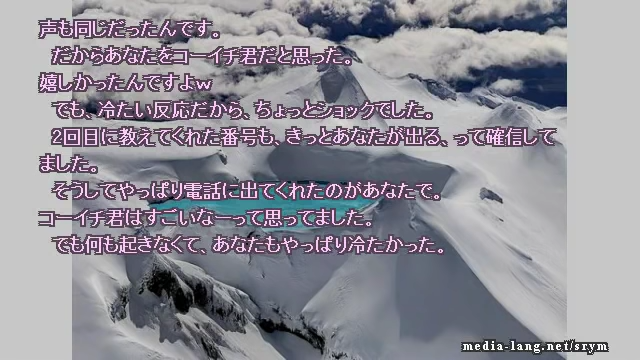 声も同じだったんです。
だからあなたをコーイチ君だと思った。
嬉しかったんですよw
でも、冷たい反応だから、ちょっとショックでした。
2回目に教えてくれた番号も、きっとあなたが出る、って確信して
ました。
そうしてやっぱり電話に出てくれたのがあなたで。
コーイチ君はすごいなーって思ってました。
でも何も起きなくて、あなたもやっぱり冷たかった。
media-lang.net/srym